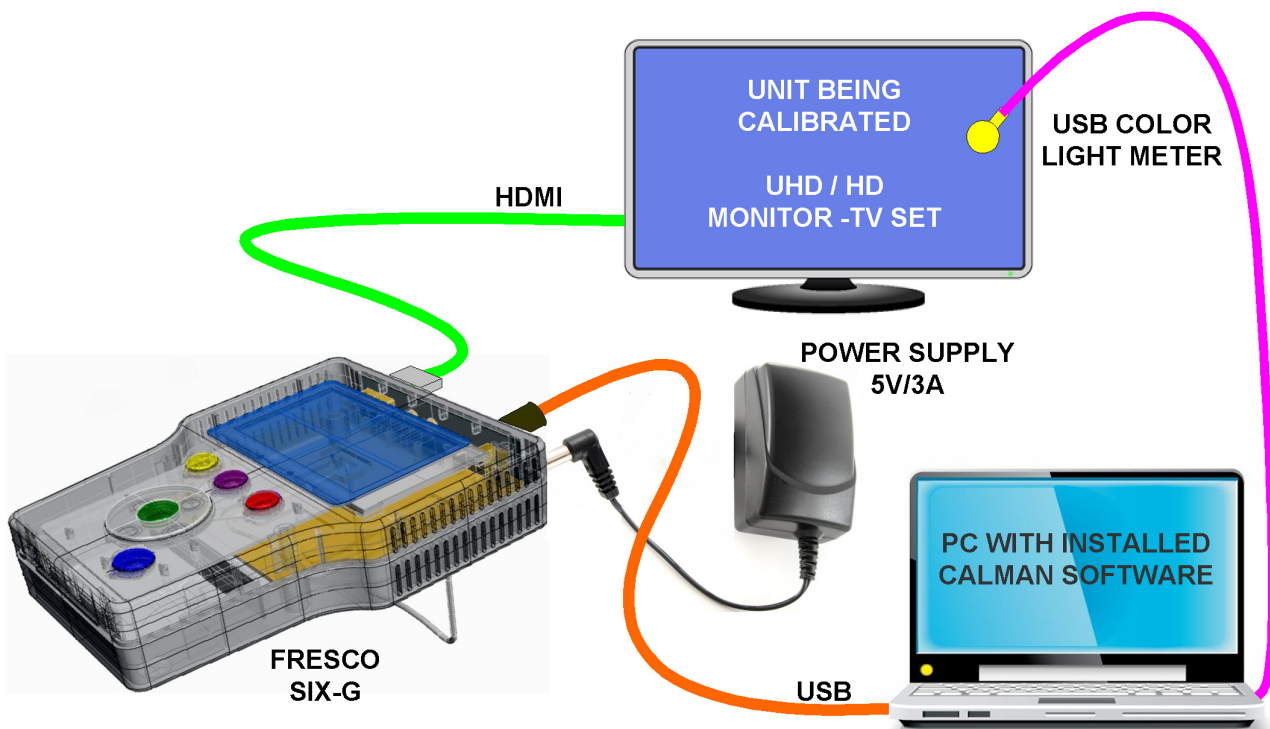 UNIT BEING
CALIBRATED
UHD / HD
MONITOR -TV SET
USB COLOR
LIGHT METER
HDMI
POWER SUPPLY
5V/3A
PC WITH INSTALLED
CALMAN SOFTWARE
FRESCO
SIX-G
USB